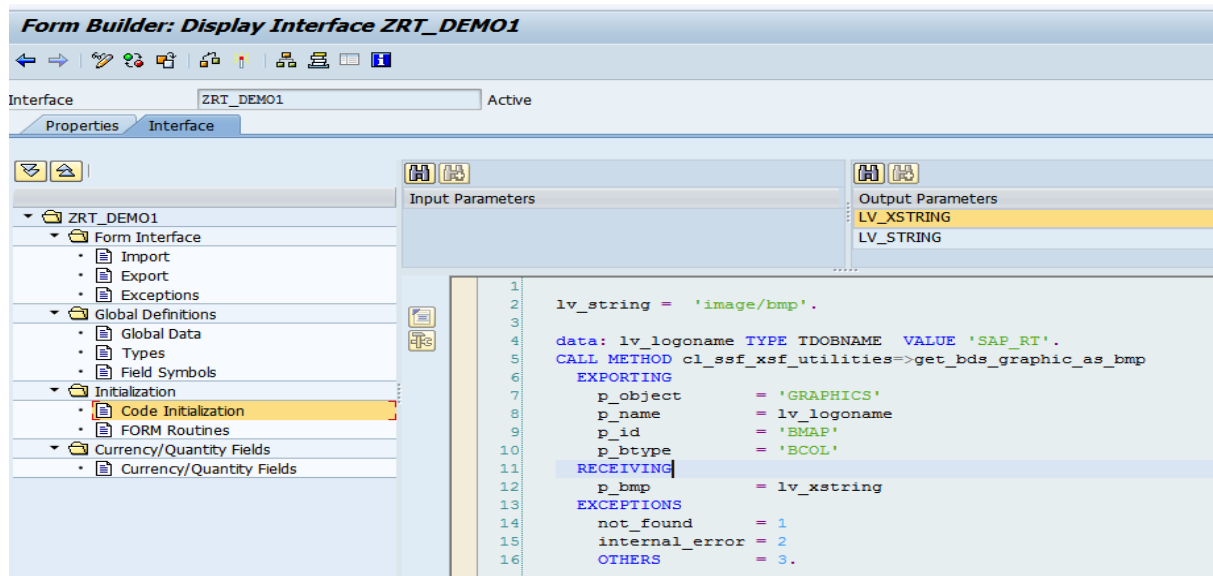 Form Builder: Display Interface ZRT_DEMO1
Interface ZRT_DEMO1 Active
Properties Interface
Input Parameters
Output Parameters
LV_XSTRING
LV_STRING
ZRT_DEMO1
Form Interface
Import
Export
Exceptions
Global Definitions
Global Data
Types
Field Symbols
Initialization
Code Initialization
FORM Routines
Currency/Quantity Fields
Currency/Quantity Fields
1
2 lv_string = 'image/bmp'.
3
4 data: lv_logoname TYPE TDOBNAME VALUE 'SAP_RT'.
5 CALL METHOD cl_ssf_xsf_utilities=>get_bds_graphic_as_bmp
6 EXPORTING
7 p_object = 'GRAPHICS'
8 p_name = lv_logoname
9 p_id = 'BMAP'
10 p_btype = 'BCOL'
11 RECEIVING
12 p_bmp = lv_xstring
13 EXCEPTIONS
14 not_found = 1
15 internal_error = 2
16 OTHERS = 3.